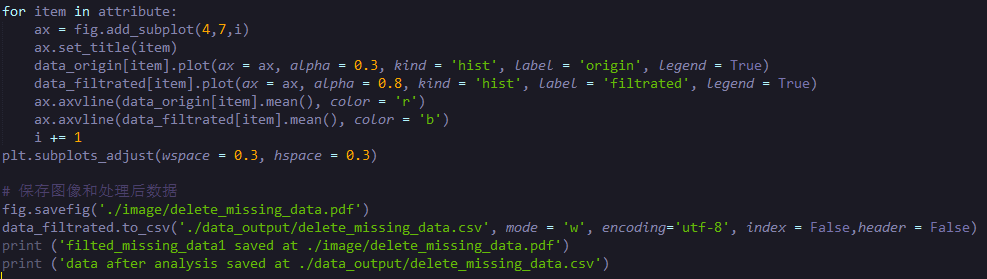 for item in attribute:
    ax = fig.add_subplot(4,7,i)
    ax.set_title(item)
    data_origin[item].plot(ax = ax, alpha = 0.3, kind = 'hist', label = 'origin', legend = True)
    data_filtrated[item].plot(ax = ax, alpha = 0.8, kind = 'hist', label = 'filtrated', legend = True)
    ax.axvline(data_origin[item].mean(), color = 'r')
    ax.axvline(data_filtrated[item].mean(), color = 'b')
    i += 1
plt.subplots_adjust(wspace = 0.3, hspace = 0.3)

# 保存图像和处理后数据
fig.savefig('./image/delete_missing_data.pdf')
data_filtrated.to_csv('./data_output/delete_missing_data.csv', mode = 'w', encoding='utf-8', index = False,header = False)
print ('filted_missing_data1 saved at ./image/delete_missing_data.pdf')
print ('data after analysis saved at ./data_output/delete_missing_data.csv')